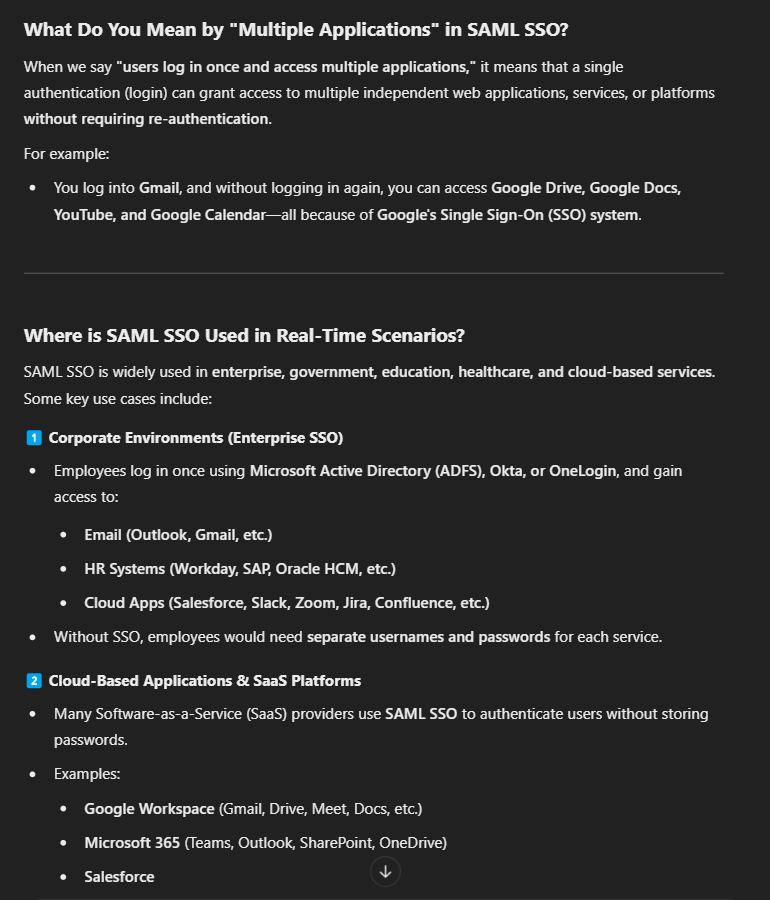 What Do You Mean by "Multiple Applications" in SAML SSO?
When we say "users log in once and access multiple applications," it means that a single
authentication (login) can grant access to multiple independent web applications, services, or platforms
without requiring re-authentication.
For example:
• You log into Gmail, and without logging in again, you can access Google Drive, Google Docs,
YouTube, and Google Calendar—all because of Google's Single Sign-On (SSO) system.
Where is SAML SSO Used in Real-Time Scenarios?
SAML SSO is widely used in enterprise, government, education, healthcare, and cloud-based services.
Some key use cases include:
1 Corporate Environments (Enterprise SSO)
• Employees log in once using Microsoft Active Directory (ADFS), Okta, or OneLogin, and gain
access to:
• Email (Outlook, Gmail, etc.)
• HR Systems (Workday, SAP, Oracle HCM, etc.)
• Cloud Apps (Salesforce, Slack, Zoom, Jira, Confluence, etc.)
• Without SSO, employees would need separate usernames and passwords for each service.
2 Cloud-Based Applications & SaaS Platforms
• Many Software-as-a-Service (SaaS) providers use SAML SSO to authenticate users without storing
passwords.
• Examples:
• Google Workspace (Gmail, Drive, Meet, Docs, etc.)
• Microsoft 365 (Teams, Outlook, SharePoint, OneDrive)
• Salesforce